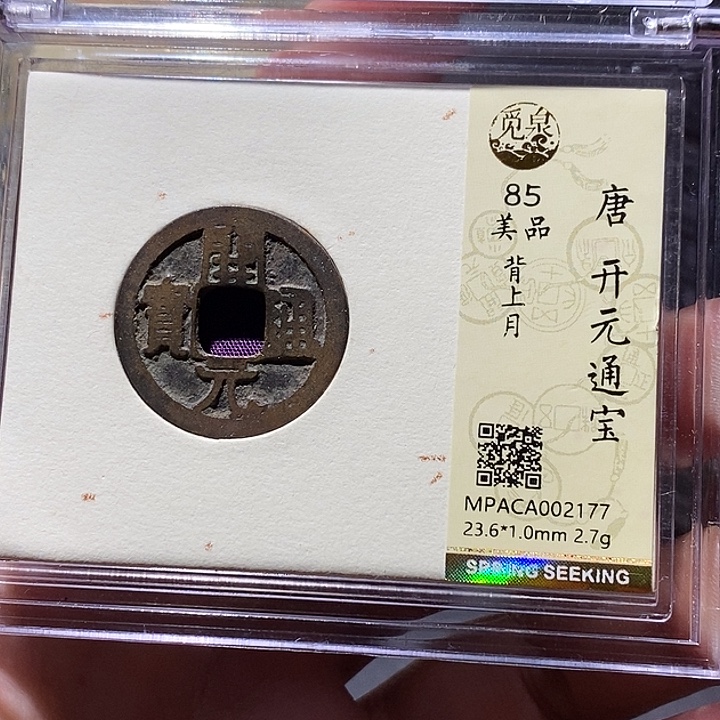 開
通
元
寳
觅泉
85
美品
背上月
唐 开元通宝
MPACA002177
23.6*1.0mm 2.7g
SPRING SEEKING